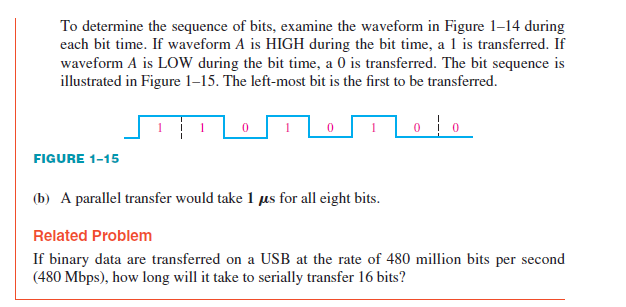 To determine the sequence of bits, examine the waveform in Figure 1–14 during
each bit time. If waveform A is HIGH during the bit time, a 1 is transferred. If
waveform A is LOW during the bit time, a 0 is transferred. The bit sequence is
illustrated in Figure 1–15. The left-most bit is the first to be transferred.
1 1 0 1 0 1 0 0
FIGURE 1–15
(b) A parallel transfer would take 1 μs for all eight bits.
Related Problem
If binary data are transferred on a USB at the rate of 480 million bits per second
(480 Mbps), how long will it take to serially transfer 16 bits?